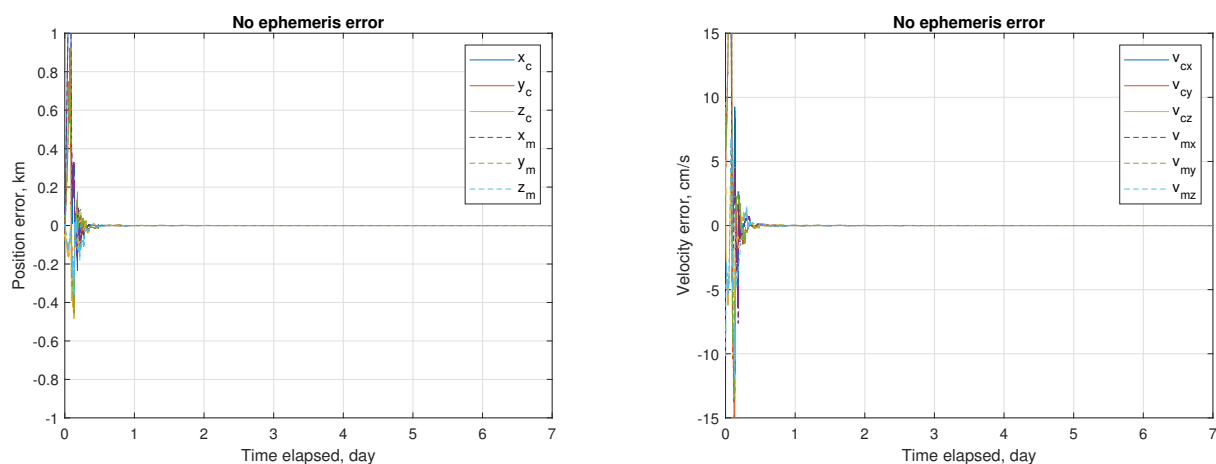 No ephemeris error
Position error, km
1
0.8
0.6
0.4
0.2
0
-0.2
-0.4
-0.6
-0.8
-1
x_c
y_c
z_c
x_m
y_m
z_m
0 1 2 3 4 5 6 7
Time elapsed, day
No ephemeris error
Velocity error, cm/s
15
10
5
0
-5
-10
-15
v_cx
v_cy
v_cz
v_mx
v_my
v_mz
0 1 2 3 4 5 6 7
Time elapsed, day